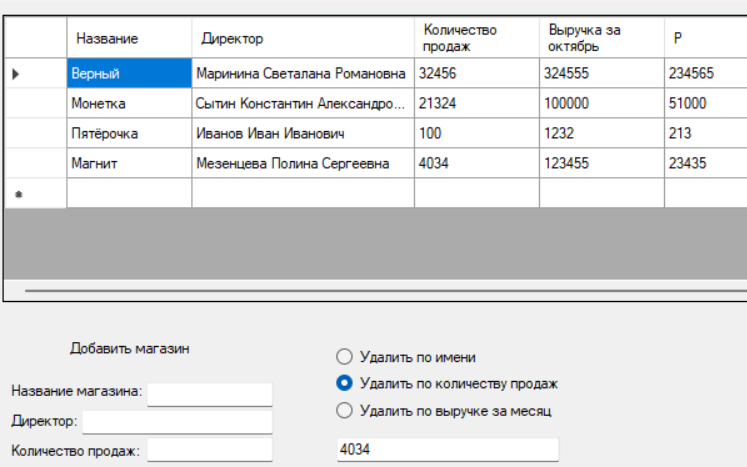 Название Директор Количество продаж Выручка за октябрь Р
Верный Маринина Светалана Романовна 32456 324555 234565
Монетка Сытин Константин Александро... 21324 100000 51000
Пятёрочка Иванов Иван Иванович 100 1232 213
Магнит Мезенцева Полина Сергеевна 4034 123455 23435
Добавить магазин
Название магазина:
Директор:
Количество продаж:
Удалить по имени
Удалить по количеству продаж
Удалить по выручке за месяц
4034